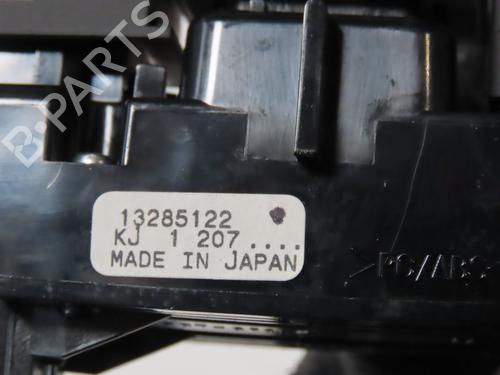 B-PARTS
13285122
KJ 1 207 ....
MADE IN JAPAN
>PC/ABS